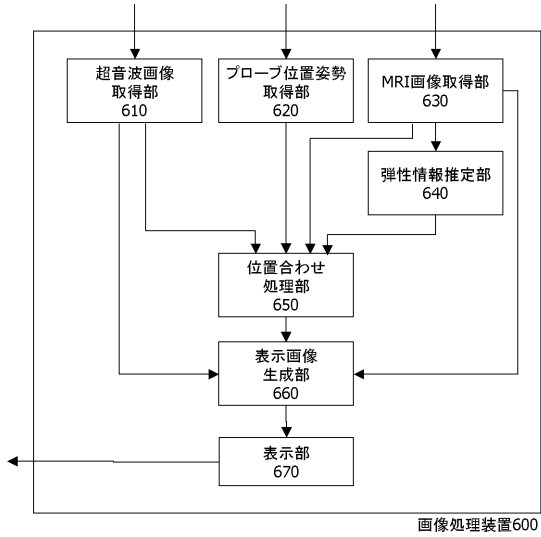 超音波画像
取得部
610
プローブ位置姿勢
取得部
620
MRI画像取得部
630
弾性情報推定部
640
位置合わせ
処理部
650
表示画像
生成部
660
表示部
670
画像処理装置600